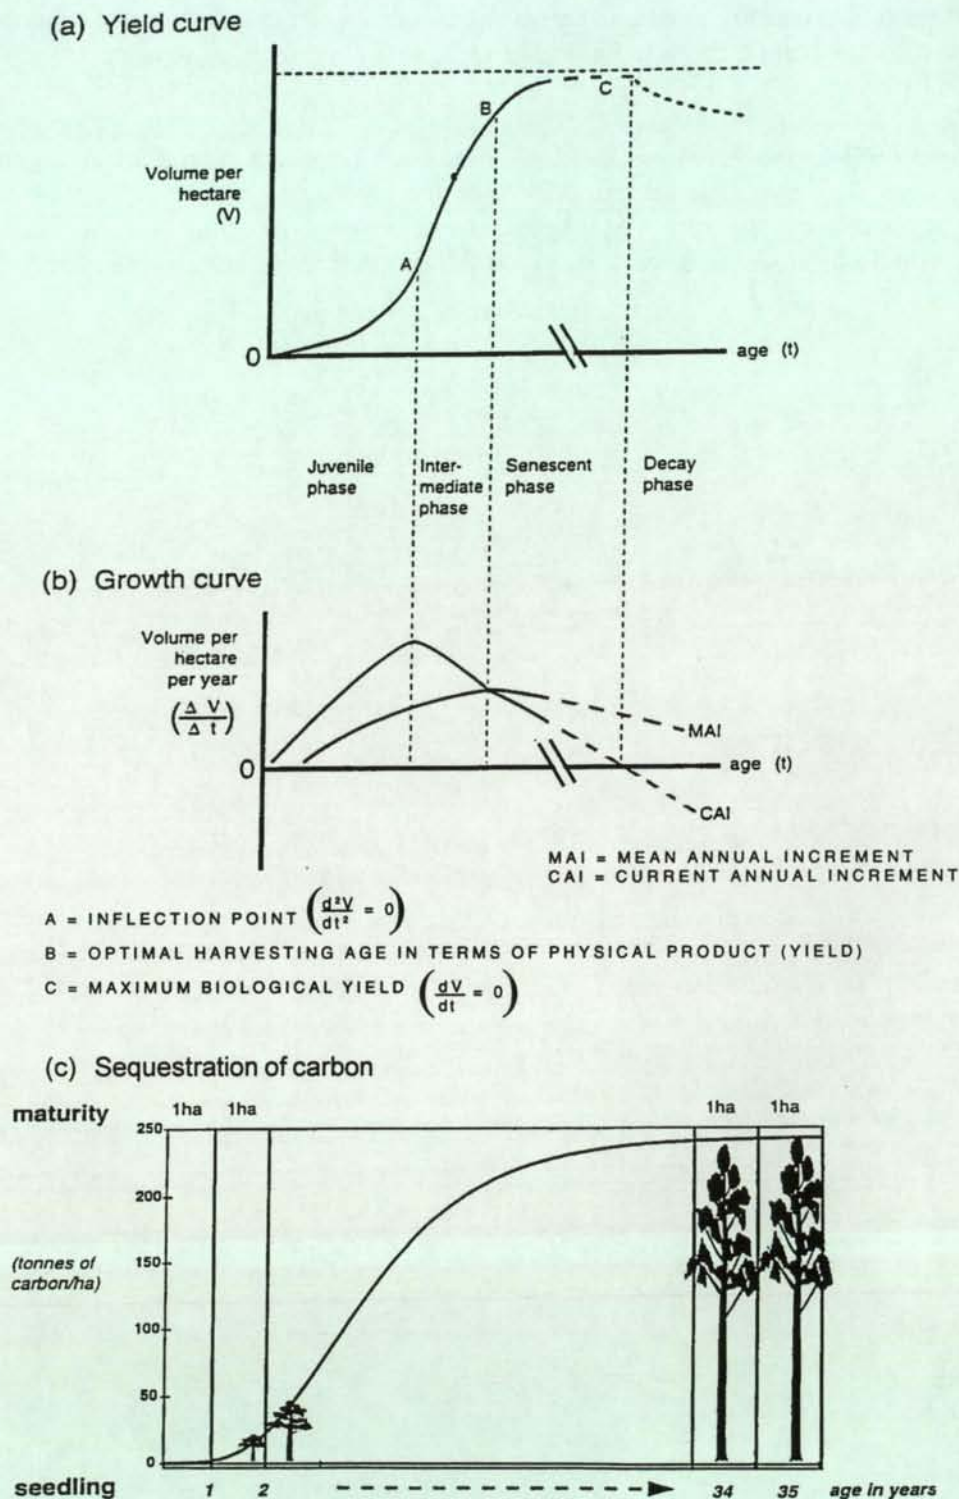 (a) Yield curve
Volume per
hectare
(V)
A
B
C
0
age (t)
Juvenile
phase
Inter-
mediate
phase
Senescent
phase
Decay
phase
(b) Growth curve
Volume per
hectare
per year
(Δ V / Δ t)
0
age (t)
MAI
CAI
MAI = MEAN ANNUAL INCREMENT
CAI = CURRENT ANNUAL INCREMENT
A = INFLECTION POINT (d²V / dt² = 0)
B = OPTIMAL HARVESTING AGE IN TERMS OF PHYSICAL PRODUCT (YIELD)
C = MAXIMUM BIOLOGICAL YIELD (dV / dt = 0)
(c) Sequestration of carbon
maturity
1ha 1ha 1ha 1ha
250
200
150
(tonnes of
carbon/ha)
100
50
0
seedling 1 2 34 35 age in years